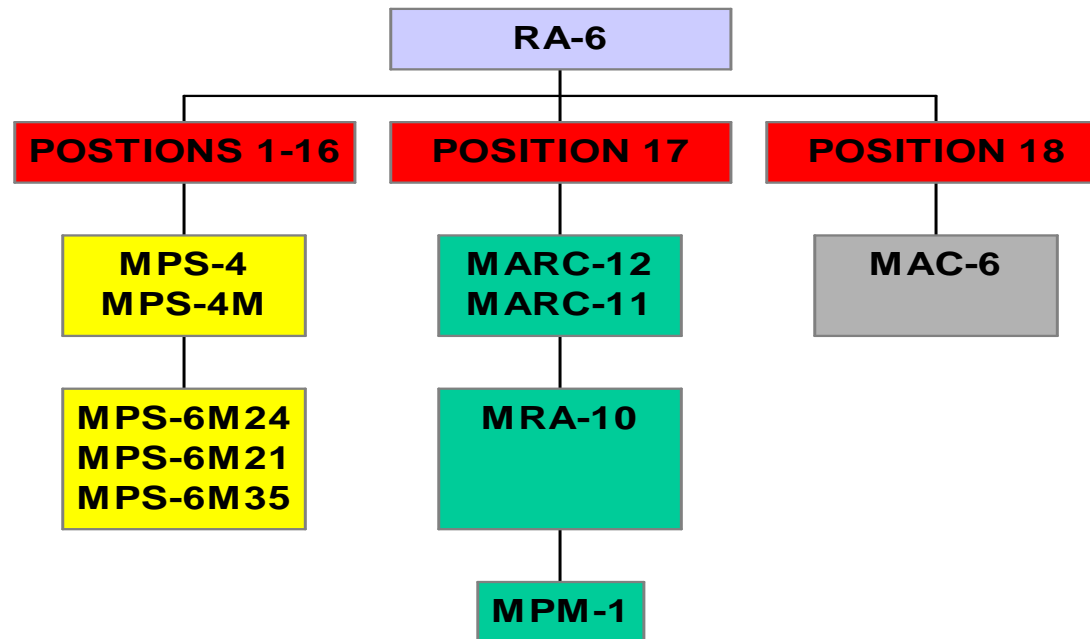 RA-6
POSTIONS 1-16
POSITION 17
POSITION 18
MPS-4
MPS-4M
MARC-12
MARC-11
MAC-6
MPS-6M24
MPS-6M21
MPS-6M35
MRA-10
MPM-1